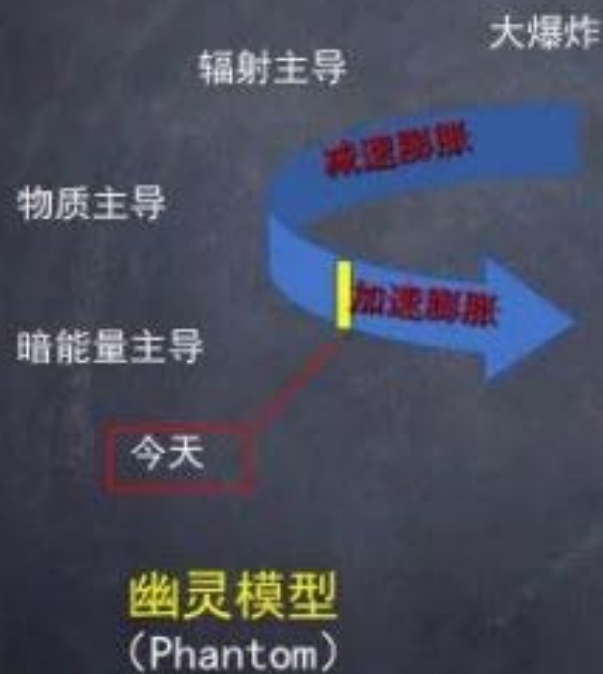 大爆炸
辐射主导
减速膨胀
物质主导
加速膨胀
暗能量主导
今天
幽灵模型
(Phantom)